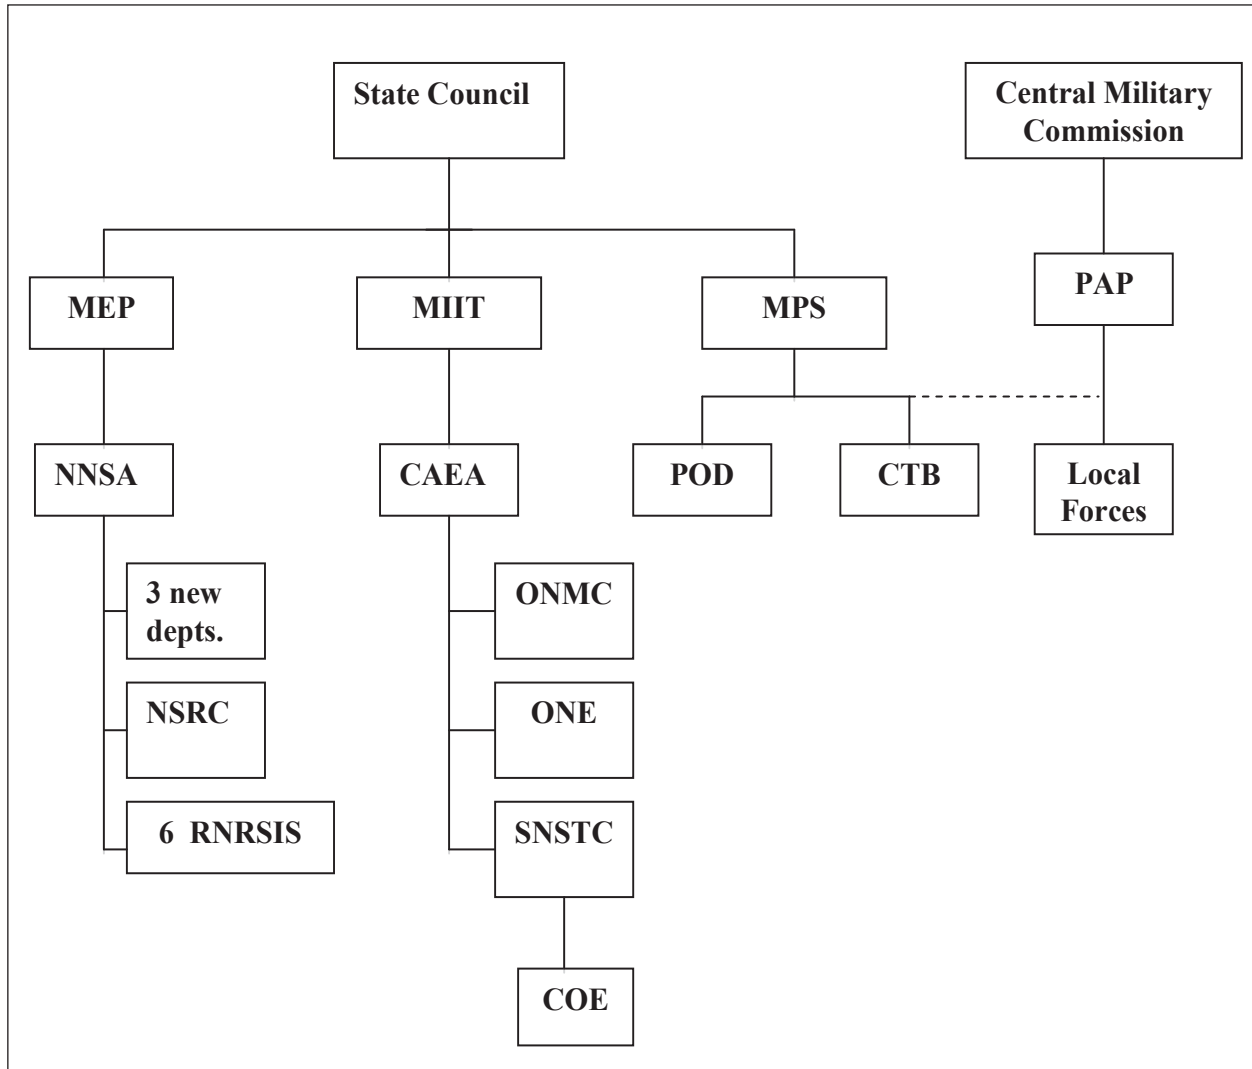 State Council
Central Military
Commission
PAP
MEP
MIIT
MPS
NNSA
CAEA
POD
CTB
Local
Forces
3 new
depts.
ONMC
NSRC
ONE
6 RNRSIS
SNSTC
COE